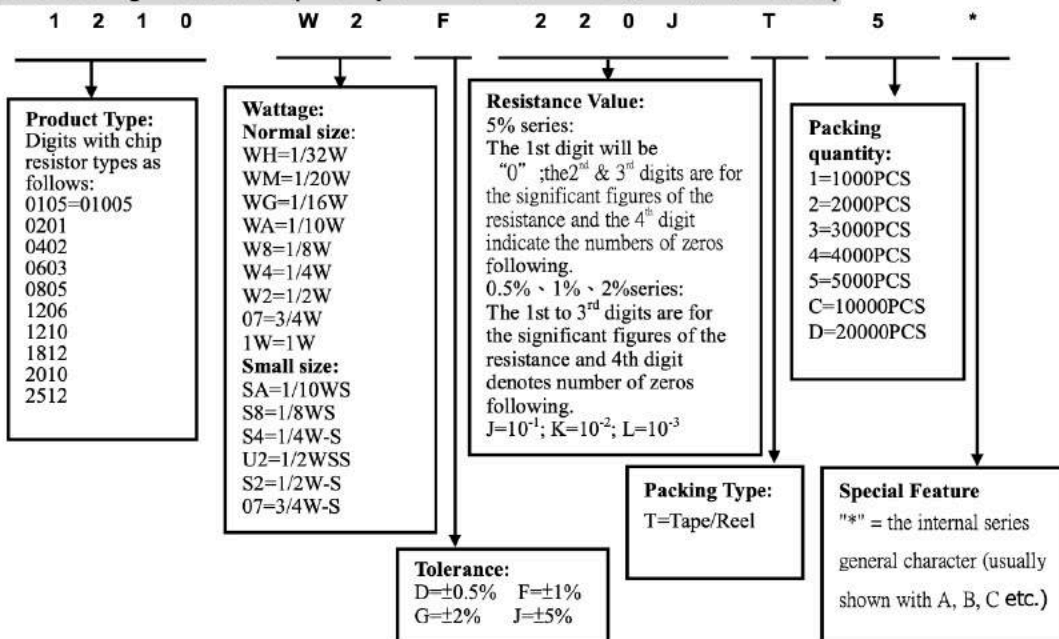 1 2 1 0 W 2 F 2 2 0 J T 5 *
Product Type:
Digits with chip
resistor types as
follows:
0105=01005
0201
0402
0603
0805
1206
1210
1812
2010
2512
Wattage:
Normal size:
WH=1/32W
WM=1/20W
WG=1/16W
WA=1/10W
W8=1/8W
W4=1/4W
W2=1/2W
07=3/4W
1W=1W
Small size:
SA=1/10WS
S8=1/8WS
S4=1/4W-S
U2=1/2WSS
S2=1/2W-S
07=3/4W-S
Tolerance:
D=±0.5% F=±1%
G=±2% J=±5%
Resistance Value:
5% series:
The 1st digit will be
“0” ;the2nd & 3rd digits are for
the significant figures of the
resistance and the 4th digit
indicate the numbers of zeros
following.
0.5%、1%、2%series:
The 1st to 3rd digits are for
the significant figures of the
resistance and 4th digit
denotes number of zeros
following.
J=10-1; K=10-2; L=10-3
Packing Type:
T=Tape/Reel
Packing
quantity:
1=1000PCS
2=2000PCS
3=3000PCS
4=4000PCS
5=5000PCS
C=10000PCS
D=20000PCS
Special Feature
"*" = the internal series
general character (usually
shown with A, B, C etc.)